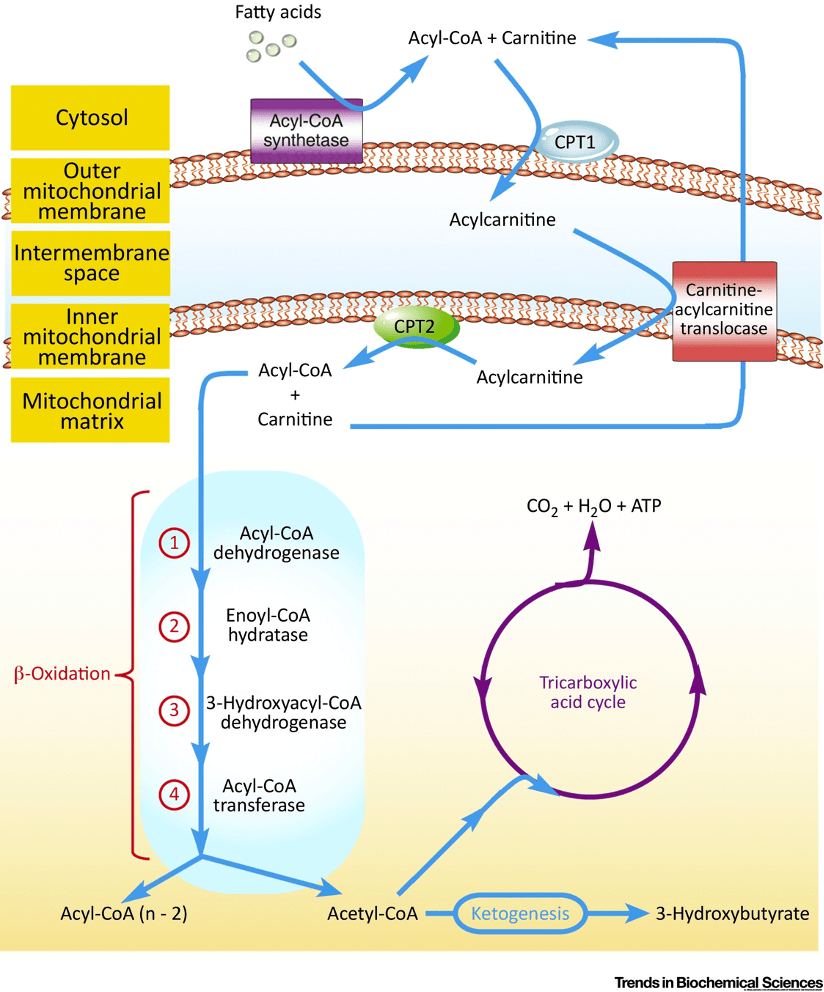 Fatty acids
Acyl-CoA + Carnitine
Cytosol
Acyl-CoA
synthetase
CPT1
Outer
mitochondrial
membrane
Acylcarnitine
Intermembrane
space
Carnitine-
acylcarnitine
translocase
Inner
mitochondrial
membrane
CPT2
Acyl-CoA
+
Carnitine
Acylcarnitine
Mitochondrial
matrix
β-Oxidation
1
Acyl-CoA
dehydrogenase
2
Enoyl-CoA
hydratase
3
3-Hydroxyacyl-CoA
dehydrogenase
4
Acyl-CoA
transferase
CO₂ + H₂O + ATP
Tricarboxylic
acid cycle
Acyl-CoA (n - 2)
Acetyl-CoA
Ketogenesis
3-Hydroxybutyrate
Trends in Biochemical Sciences